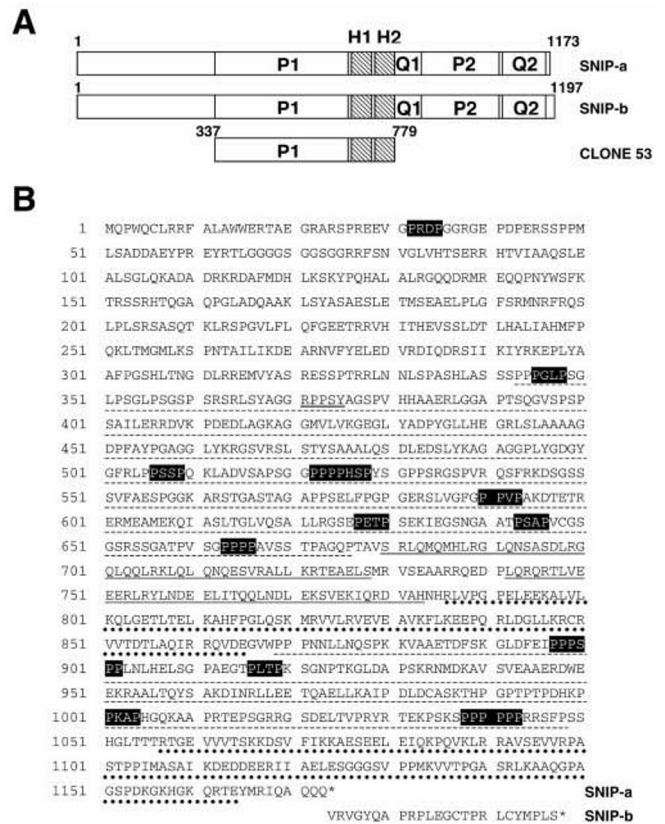 A
H1 H2
1 1173
P1 Q1 P2 Q2 SNIP-a
1 1197
P1 Q1 P2 Q2 SNIP-b
337 779
P1 CLONE 53
B
1 MQPWQCLRRF ALAWWERTAE GRARSPREEV GPRDPGGRGE PDPERSSPPM
51 LSADDAEYPR EYRTLGGGGS GGSGGRRFSN VGLVHTSERR HTVIAAQSLE
101 ALSGLQKADA DRKRDAFMDH LKSKYPQHAL ALRGQQDRMR EQQPNYWSFK
151 TRSSRHTQGA QPGLADQAAK LSYASAESLE TMSEAELPLG FSRMNRFRQS
201 LPLSRSASQT KLRSPGVLFL QFGEETRRVH ITHEVSSLDT LHALIAHMFP
251 QKLTMGMLKS PNTAILIKDE ARNVFYELED VRDIQDRSII KIYRKEPLYA
301 AFPGSHLTNG DLRREMVYAS RESSPTRRLN NLSPASHLAS SSPPPGLPSG
351 LPSGLPSGSP SRSRLSYAGG RPPSYAGSPV HHAAERLGGA PTSQGVSPSP
401 SAILERRDVK PDEDLAGKAG GMVLVKGEGL YADPYGLLHE GRLSLAAAAG
451 DPFAYPGAGG LYKRGSVRSL STYSAAALQS DLEDSLYKAG AGGPLYGDGY
501 GFRLPPSSPQ KLADVSAPSG GPPPPHSPYS GPPSRGSPVR QSFRKDSGSS
551 SVFAESPGGK ARSTGASTAG APPSELFPGP GERSLVGFGP PVPAKDTETR
601 ERMEAMEKQI ASLTGLVQSA LLRGSEPETP SEKIEGSNGA ATPSAPVCGS
651 GSRSSGATPV SGPPPPAVSS TPAGQPTAVS RLQMQMHLRG LQNSASDLRG
701 QLQQLRKLQL QNQESVRALL KRTEAELSMR VSEAARRQED PLQRQRTLVE
751 EERLRYLNDE ELITQQLNDL EKSVEKIQRD VAHNHRLVPG PELEEKALVL
801 KQLGETLTEL KAHFPGLQSK MRVVLRVEVE AVKFLKEEPQ RLDGLLKRCR
851 VVTDTLAQIR RQVDEGVWPP PNNLLNQSPK KVAAETDFSK GLDFEIPPPS
901 PPLNLHELSG PAEGTPLTPK SGNPTKGLDA PSKRNMDKAV SVEAAERDWE
951 EKRAALTQYS AKDINRLLEE TQAELLKAIP DLDCASKTHP GPTPTPDHKP
1001 PKAPHGQKAA PRTEPSGRRG SDELTVPRYR TEKPSKSPPP PPPRRSFPSS
1051 HGLTTTRTGE VVVTSKKDSV FIKKAESEEL EIQKPQVKLR RAVSEVVRPA
1101 STPPIMASAI KDEDDEERII AELESGGGSV PPMKVVTPGA SRLKAAQGPA
1151 GSPDKGKHGK QRTEYMRIQA QQQ* SNIP-a
VRVGYQA PRPLEGCTPR LCYMPLS* SNIP-b